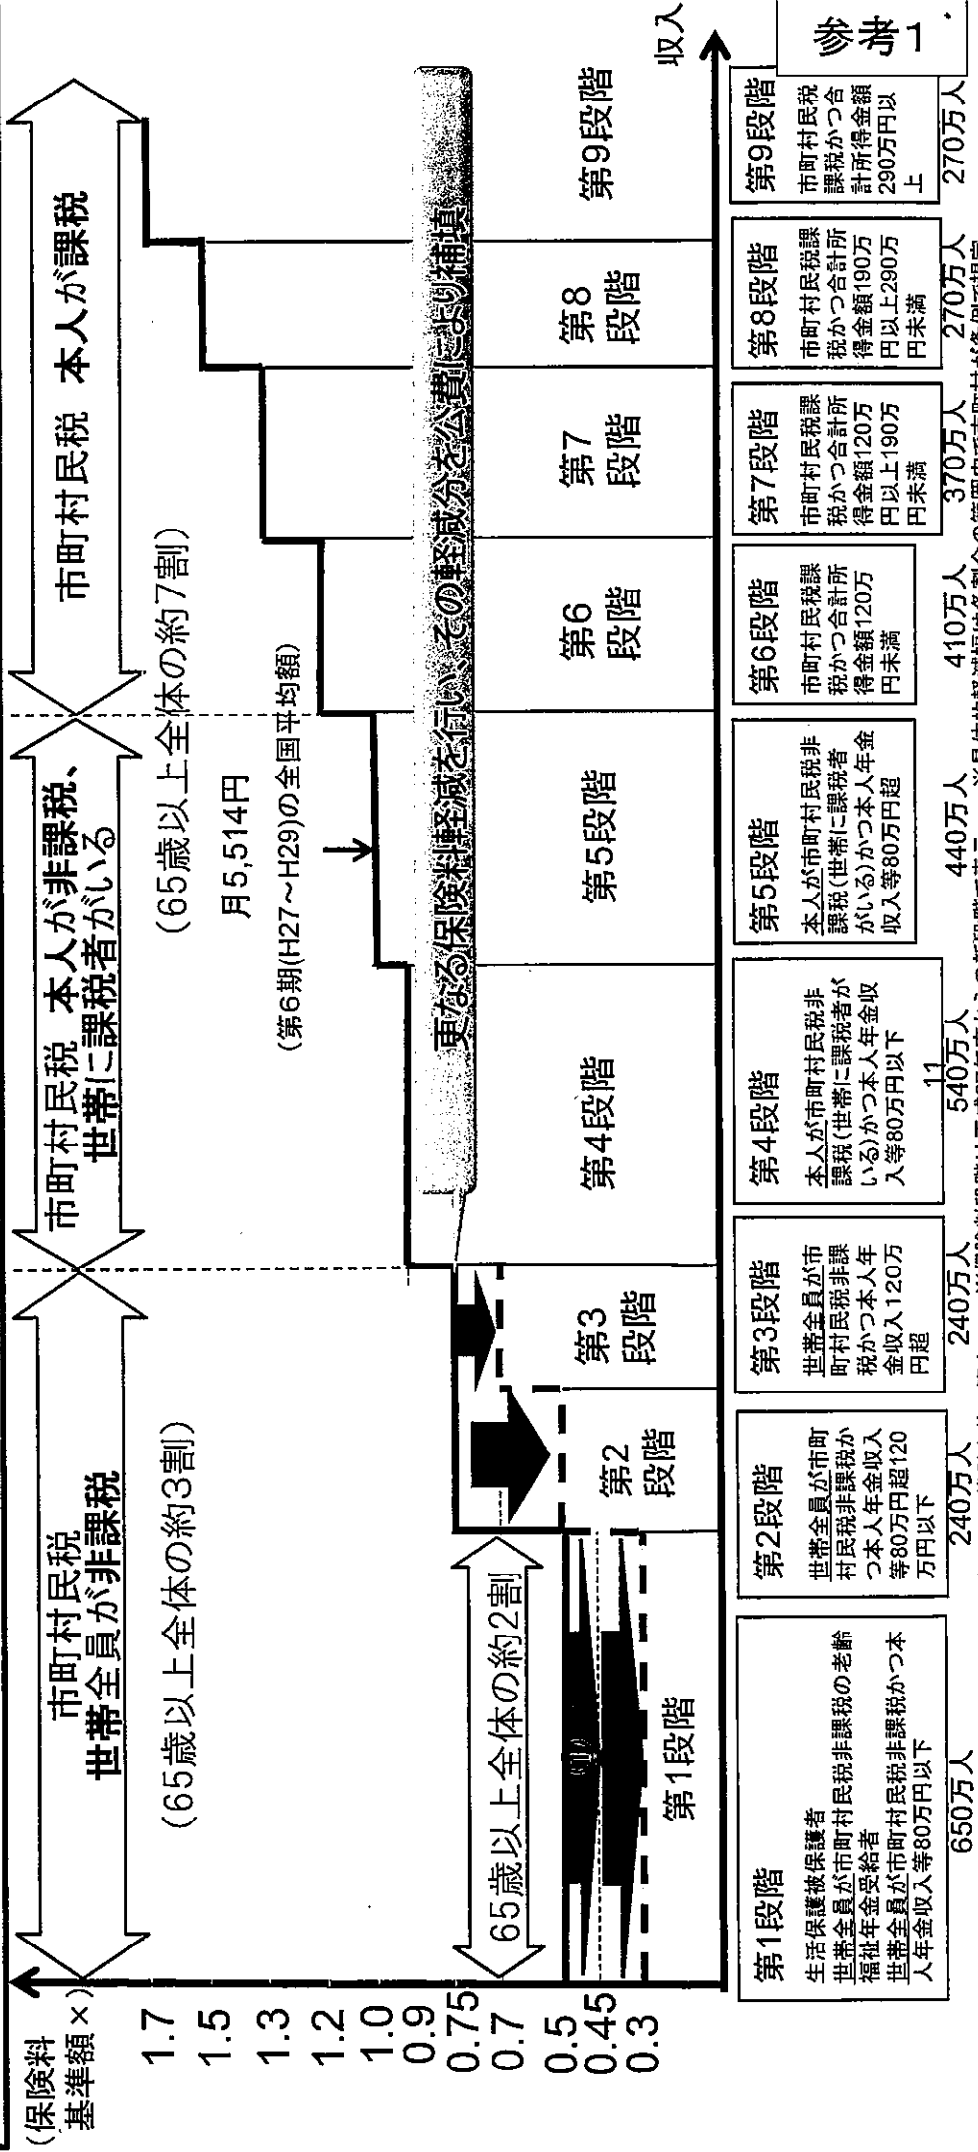 参考1
(保険料
基準額×)
1.7
1.5
1.3
1.2
1.0
0.9
0.75
0.7
0.5
0.45
0.3
市町村民税
世帯全員が非課税
(65歳以上全体の約3割)
市町村民税 本人が非課税、
世帯に課税者がいる
市町村民税 本人が課税
(65歳以上全体の約7割)
月5,514円
(第6期(H27~H29)の全国平均額)
更なる保険料軽減を行い、その軽減分を公費により補填
65歳以上全体の約2割
第1段階
第2
段階
第3
段階
第4段階
第5段階
第6
段階
第7
段階
第8
段階
第9段階
収入
第1段階
生活保護被保護者
世帯全員が市町村民税非課税の老齢
福祉年金受給者
世帯全員が市町村民税非課税かつ本
人年金収入等80万円以下
650万人
第2段階
世帯全員が市町
村民税非課税か
つ本人年金収入
等80万円超120
万円以下
240万人
第3段階
世帯全員が市
町村民税非課
税かつ本人年
金収入120万
円超
240万人
第4段階
本人が市町村民税非
課税(世帯に課税者が
いる)かつ本人年金収
入等80万円以下
11
540万人
第5段階
本人が市町村民税非
課税(世帯に課税者
がいる)かつ本人年金
収入等80万円超
440万人
第6段階
市町村民税課
税かつ合計所
得金額120万
円未満
410万人
第7段階
市町村民税課
税かつ合計所
得金額120万
円以上190万
円未満
370万人
第8段階
市町村民税課
税かつ合計所
得金額190万
円以上290万
円未満
270万人
第9段階
市町村民税
課税かつ合
計所得金額
290万円以
上
270万人